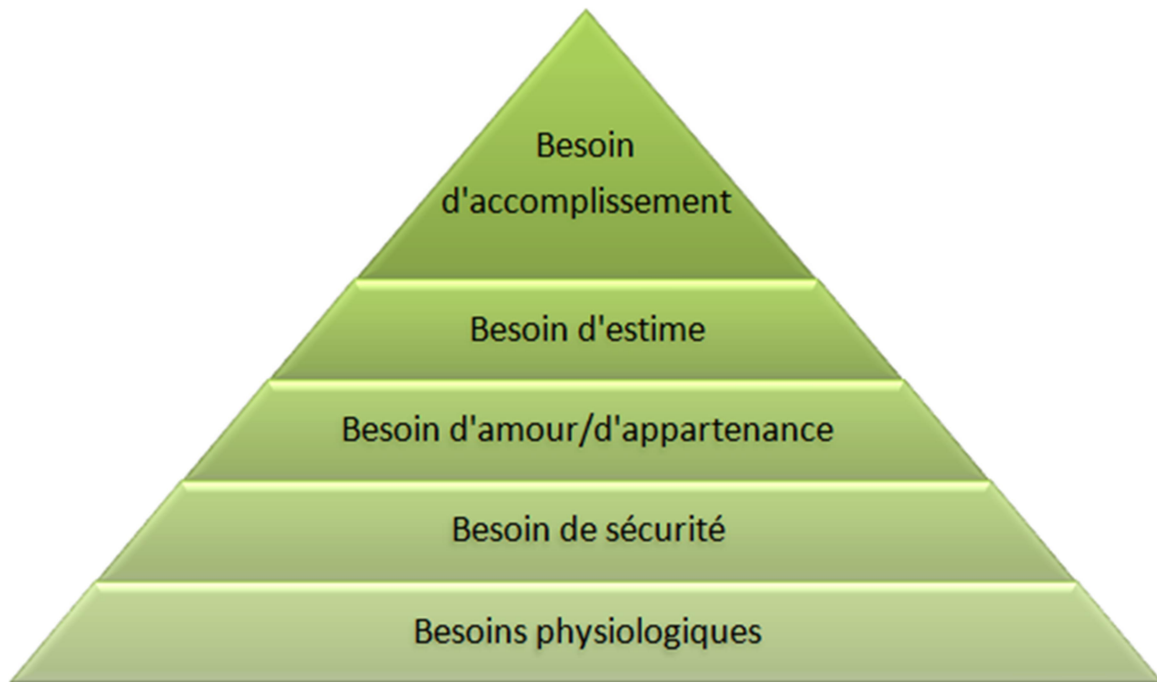 Besoin
d'accomplissement
Besoin d'estime
Besoin d'amour/d'appartenance
Besoin de sécurité
Besoins physiologiques